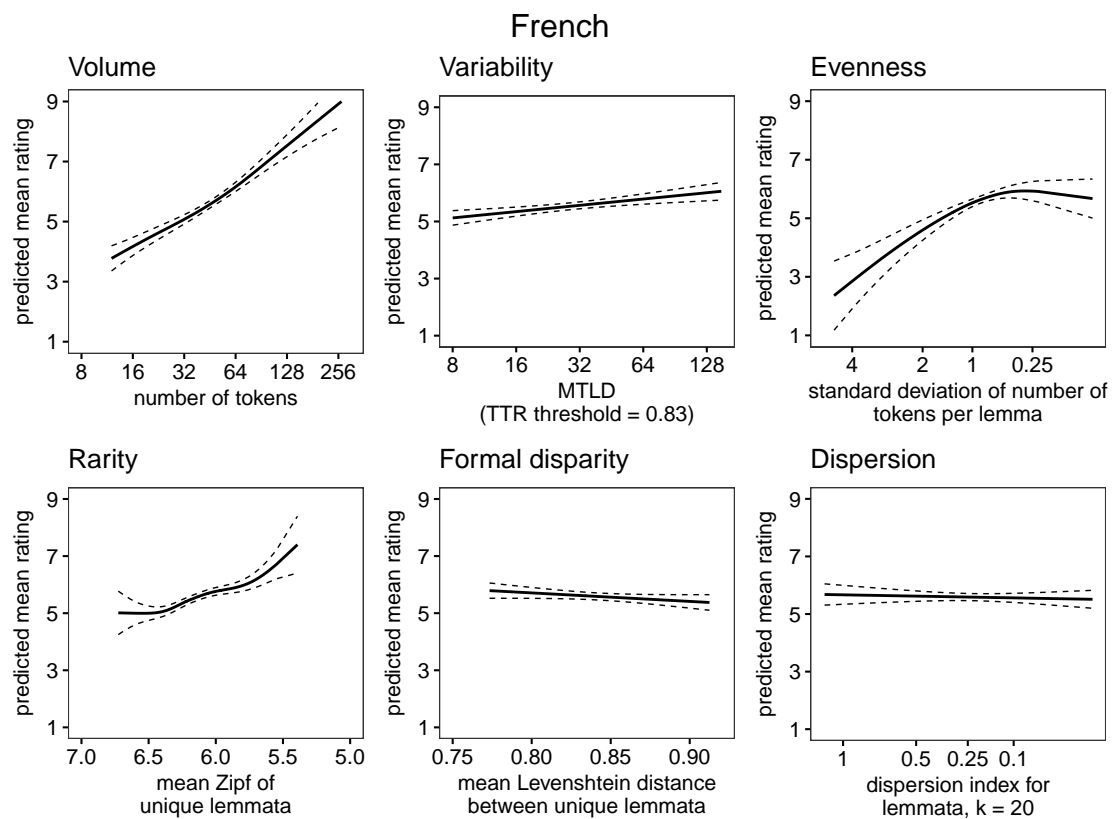 French
Volume
predicted mean rating
9
7
5
3
1
8 16 32 64 128 256
number of tokens
Variability
predicted mean rating
9
7
5
3
1
8 16 32 64 128
MTLD
(TTR threshold = 0.83)
Evenness
predicted mean rating
9
7
5
3
1
4 2 1 0.25
standard deviation of number of
tokens per lemma
Rarity
predicted mean rating
9
7
5
3
1
7.0 6.5 6.0 5.5 5.0
mean Zipf of
unique lemmata
Formal disparity
predicted mean rating
9
7
5
3
1
0.75 0.80 0.85 0.90
mean Levenshtein distance
between unique lemmata
Dispersion
predicted mean rating
9
7
5
3
1
1 0.5 0.25 0.1
dispersion index for
lemmata, k = 20